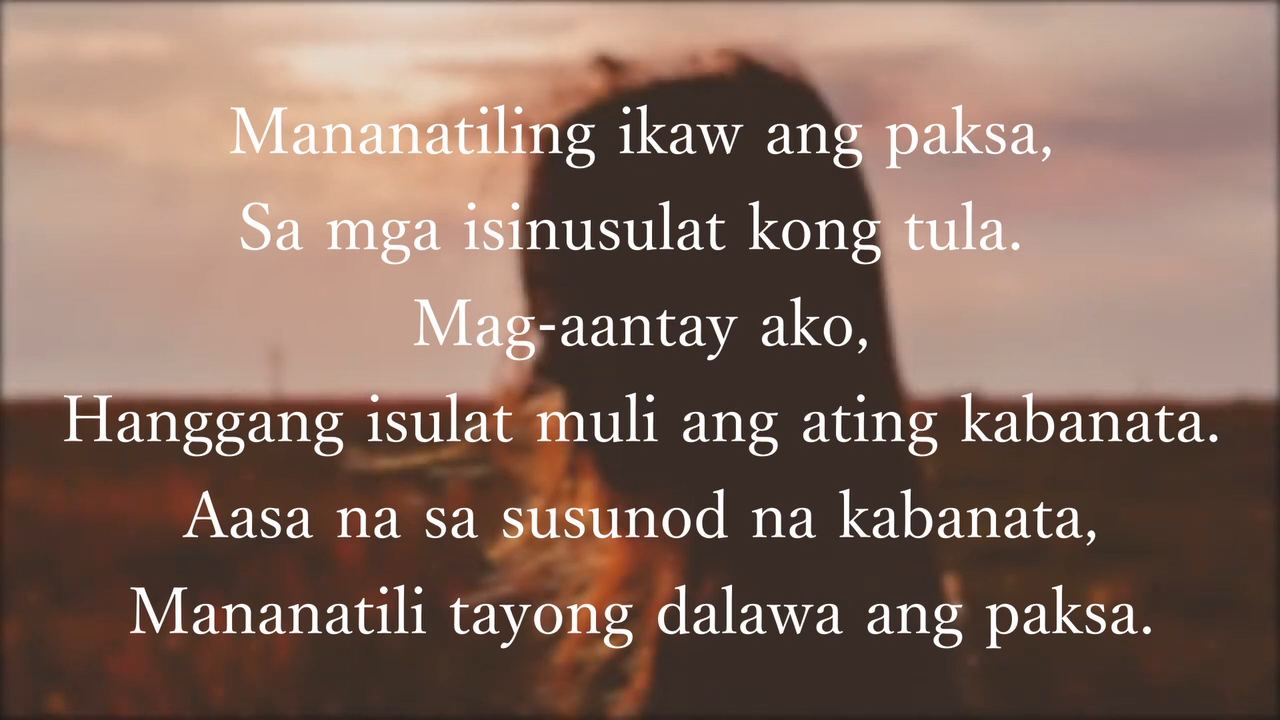 Mananatiling ikaw ang paksa,
Sa mga isinusulat kong tula.
Mag-aantay ako,
Hanggang isulat muli ang ating kabanata.
Aasa na sa susunod na kabanata,
Mananatili tayong dalawa ang paksa.